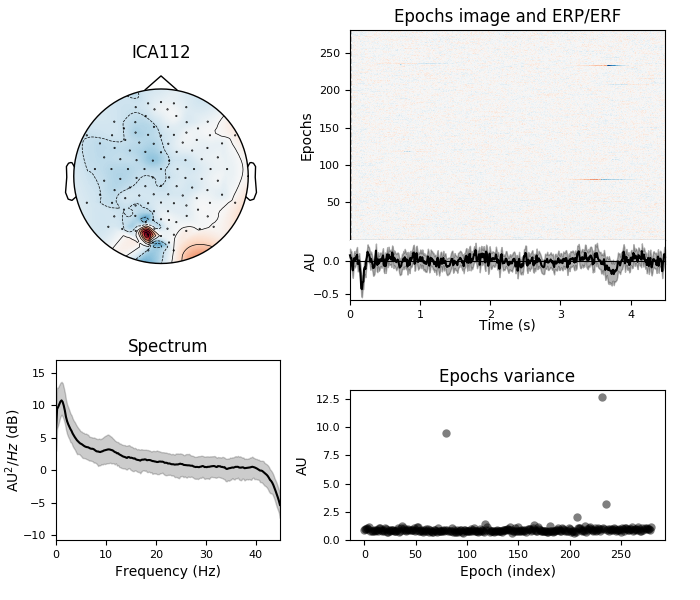 ICA112
Epochs image and ERP/ERF
Epochs
250
200
150
100
50
AU
0.0
−0.5
0 1 2 3 4
Time (s)
Spectrum
AU²/Hz (dB)
15
10
5
0
−5
−10
0 10 20 30 40
Frequency (Hz)
Epochs variance
AU
12.5
10.0
7.5
5.0
2.5
0.0
0 50 100 150 200 250
Epoch (index)